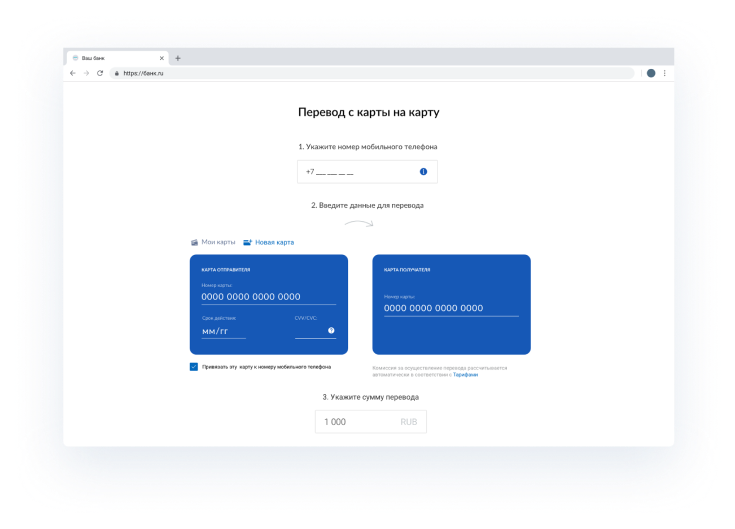 Ваш банк
https://банк.ru
Перевод с карты на карту
1. Укажите номер мобильного телефона
+7 ___ ___ __ __
2. Введите данные для перевода
Мои карты Новая карта
КАРТА ОТПРАВИТЕЛЯ
Номер карты:
0000 0000 0000 0000
Срок действия: CVV/CVC:
ММ/ГГ
КАРТА ПОЛУЧАТЕЛЯ
Номер карты:
0000 0000 0000 0000
Привязать эту карту к номеру мобильного телефона
Комиссия за осуществление перевода рассчитывается
автоматически в соответствии с Тарифами
3. Укажите сумму перевода
1 000 RUB